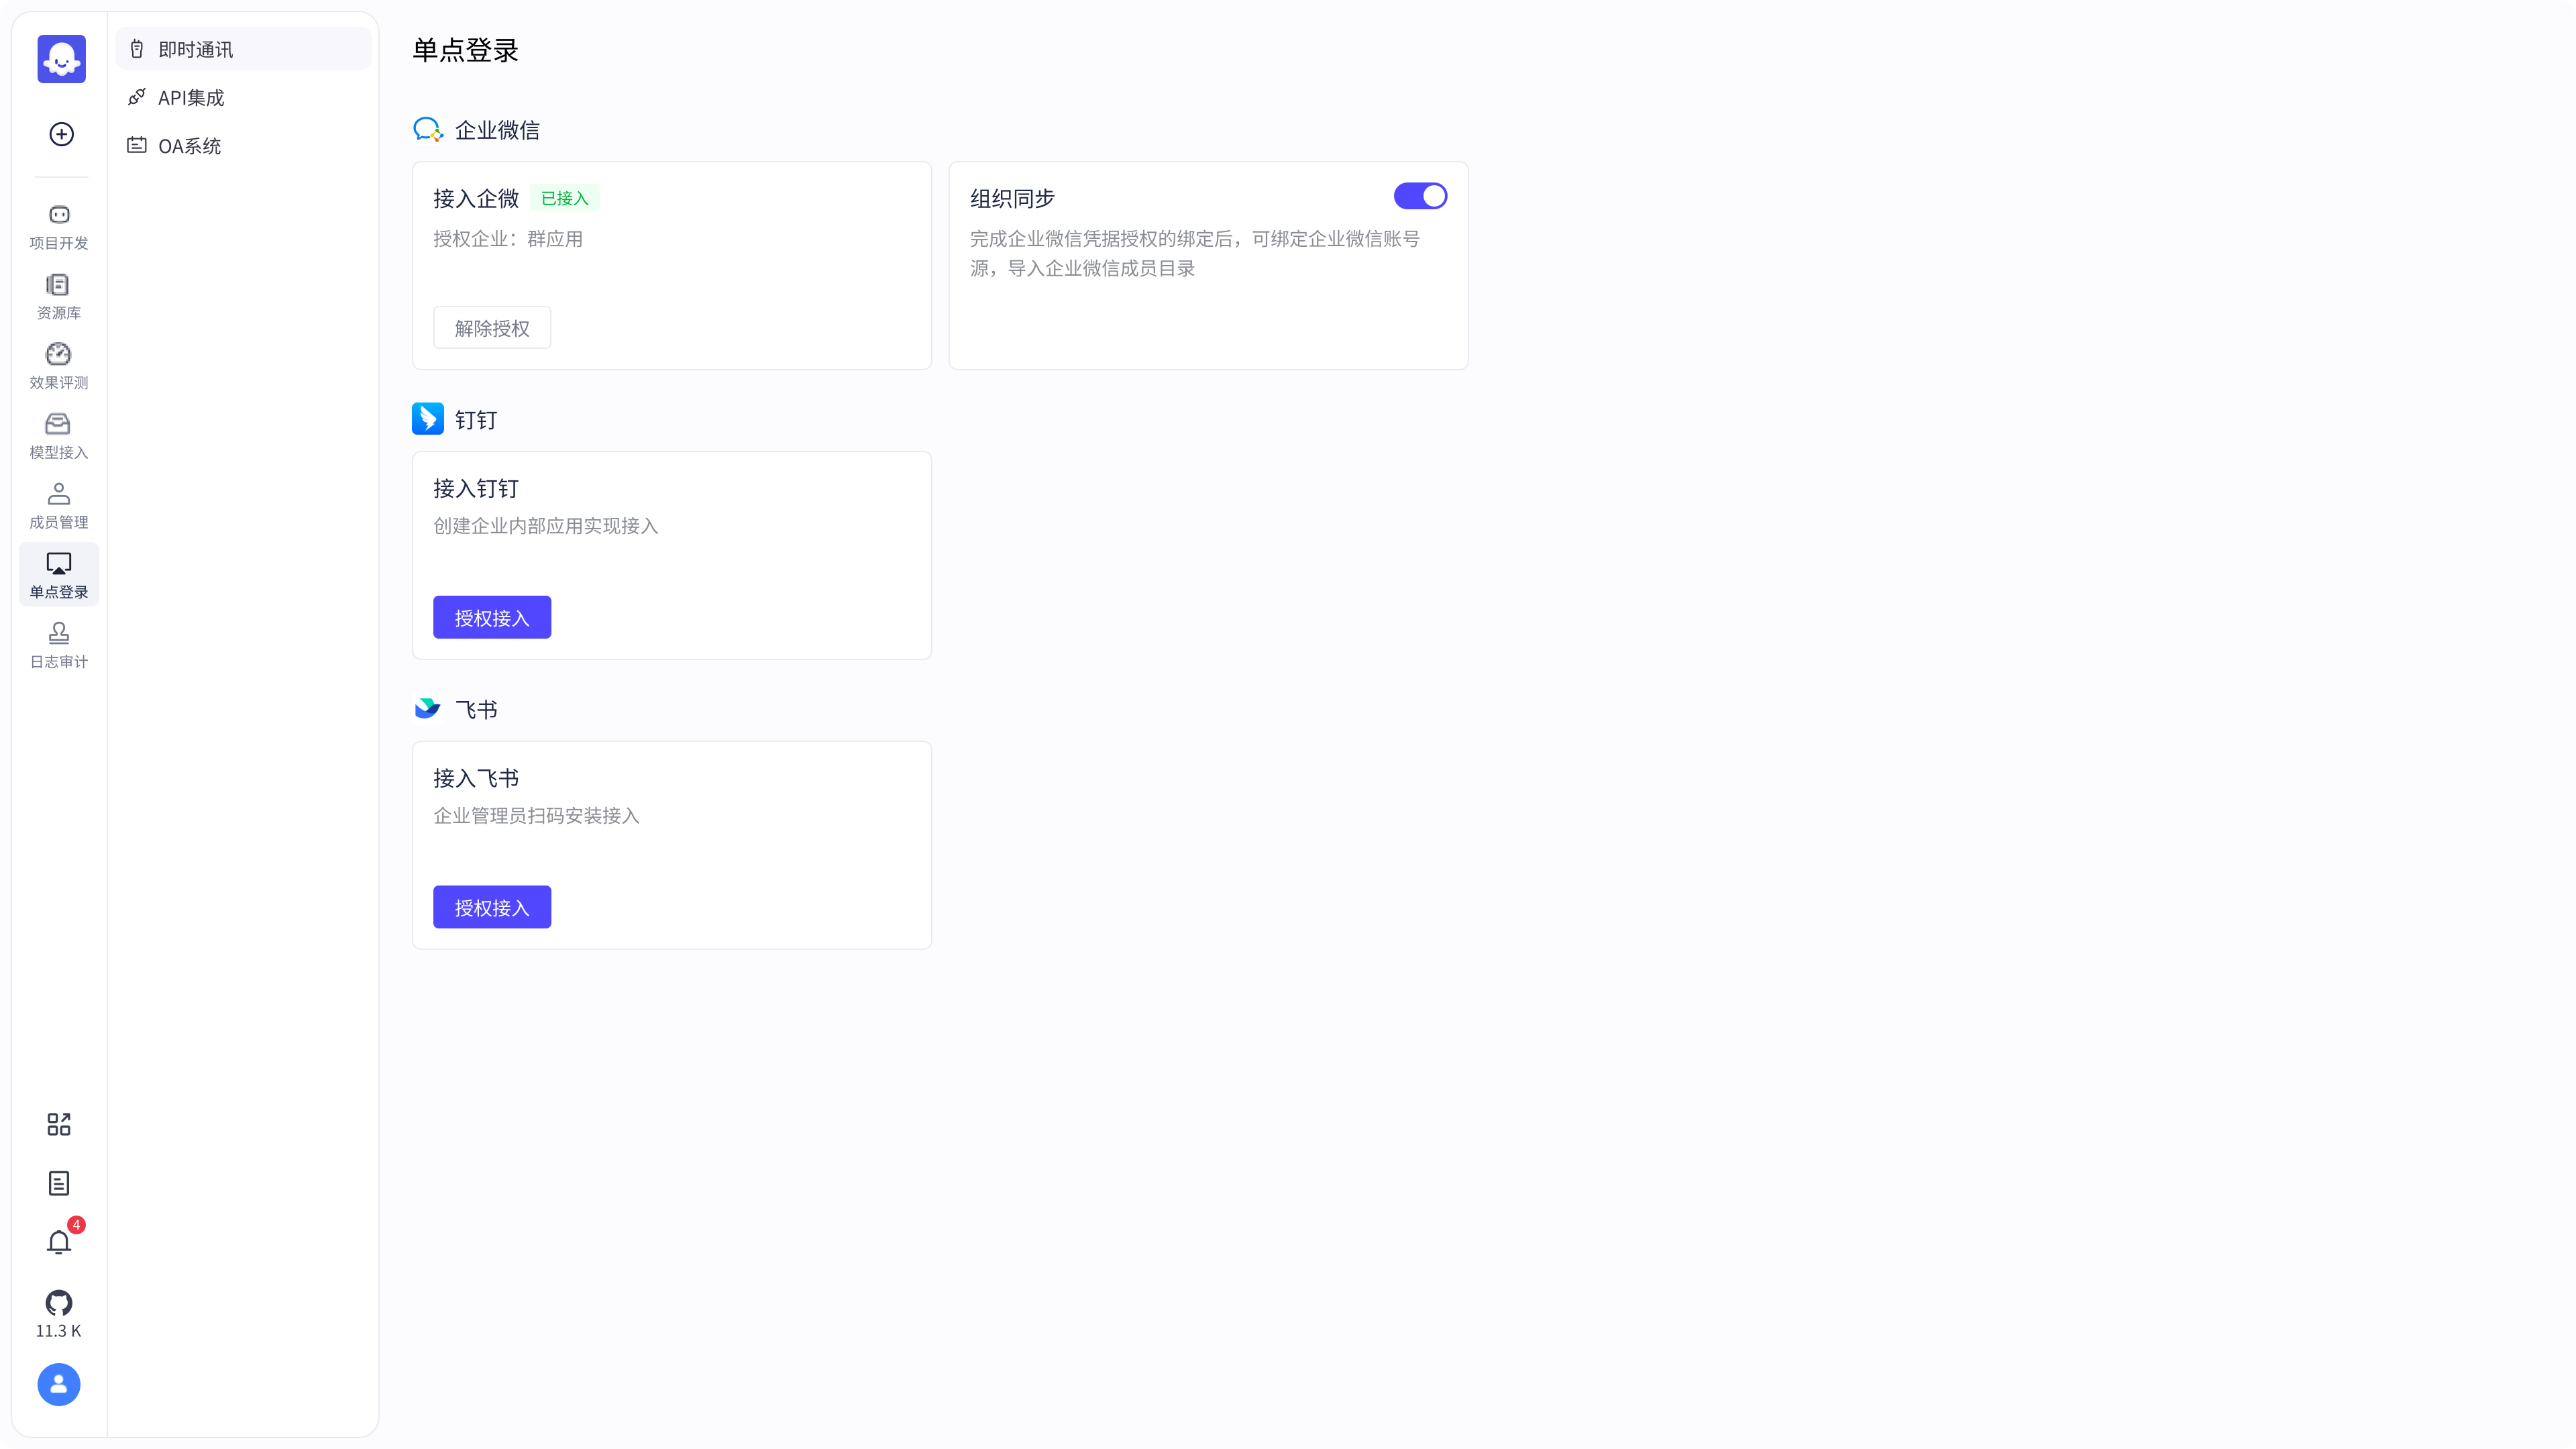 项目开发
资源库
效果评测
模型接入
成员管理
单点登录
日志审计
4
11.3 K
即时通讯
API集成
OA系统
单点登录
企业微信
接入企微 已接入
授权企业：群应用
解除授权
组织同步
完成企业微信凭据授权的绑定后，可绑定企业微信账号
源，导入企业微信成员目录
钉钉
接入钉钉
创建企业内部应用实现接入
授权接入
飞书
接入飞书
企业管理员扫码安装接入
授权接入